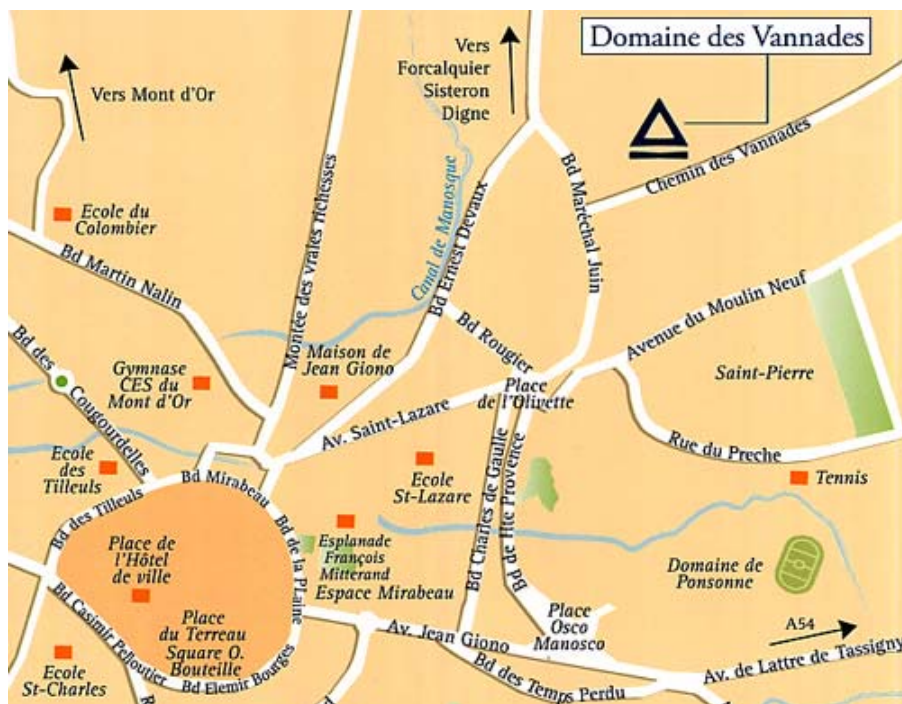 Domaine des Vannades
Vers
Forcalquier
Sisteron
Digne
Vers Mont d'Or
Chemin des Vannades
Bd Maréchal Juin
Montée des vraies richesses
Canal de Manosque
Bd Ernest Devaux
Ecole du
Colombier
Bd Martin Nalin
Bd Rougier
Avenue du Moulin Neuf
Bd des
Cougourdelles
Gymnase
CES du
Mont d'Or
Maison de
Jean Giono
Place
de l'Olivette
Saint-Pierre
Av. Saint-Lazare
Rue du Preche
Ecole
des
Tilleuls
Bd Mirabeau
Ecole
St-Lazare
Tennis
Bd des Tilleuls
Bd de la PLaine
Bd Charles de Gaulle
Bd de Hte Provence
Place de
l'Hôtel
de ville
Esplanade
François
Mitterand
Espace Mirabeau
Domaine de
Ponsonne
Bd Casimir Pelloutier
Place
du Terreau
Square O.
Bouteille
Bd Elemir Bourges
Av. Jean Giono
Place
Osco
Manosco
A54
Av. de Lattre de Tassigny
Bd des Temps Perdu
Ecole
St-Charles